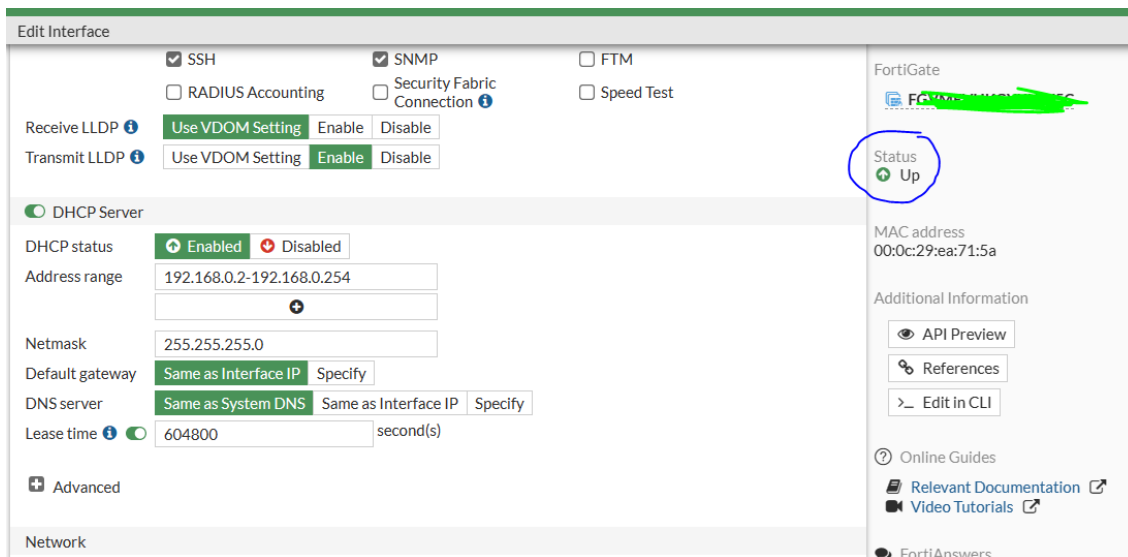 Edit Interface
SSH
SNMP
FTM
RADIUS Accounting
Security Fabric
Connection
Speed Test
Receive LLDP
Use VDOM Setting
Enable
Disable
Transmit LLDP
Use VDOM Setting
Enable
Disable
DHCP Server
DHCP status
Enabled
Disabled
Address range
192.168.0.2-192.168.0.254
Netmask
255.255.255.0
Default gateway
Same as Interface IP
Specify
DNS server
Same as System DNS
Same as Interface IP
Specify
Lease time
604800
second(s)
Advanced
Network
FortiGate
Status
Up
MAC address
00:0c:29:ea:71:5a
Additional Information
API Preview
References
>_ Edit in CLI
Online Guides
Relevant Documentation
Video Tutorials
FortiAnswers